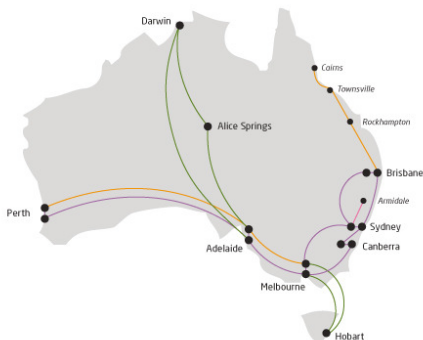 Darwin
Cairns
Townsville
Rockhampton
Alice Springs
Brisbane
Armidale
Perth
Sydney
Adelaide
Canberra
Melbourne
Hobart